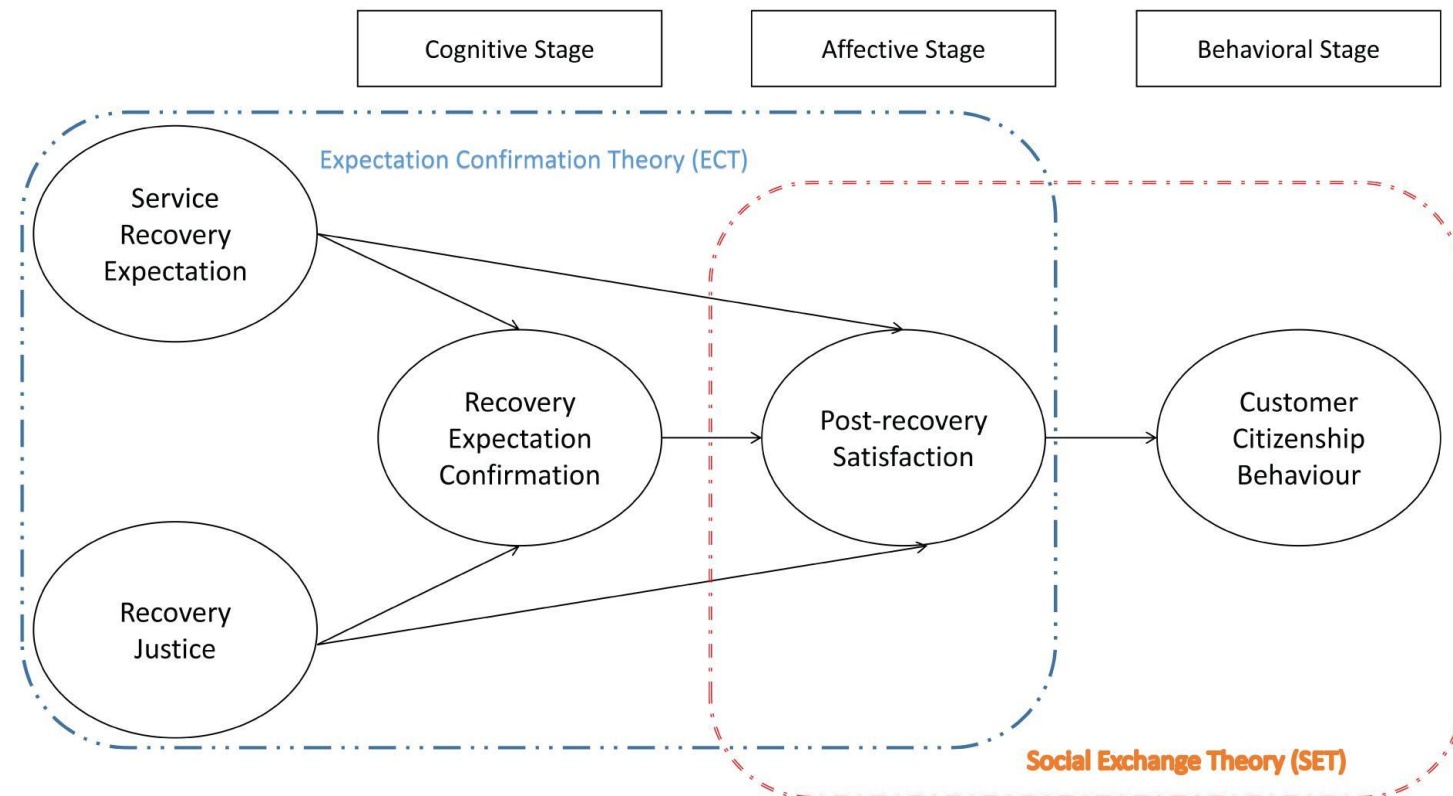 Cognitive Stage
Affective Stage
Behavioral Stage
Expectation Confirmation Theory (ECT)
Service
Recovery
Expectation
Recovery
Expectation
Confirmation
Post-recovery
Satisfaction
Customer
Citizenship
Behaviour
Recovery
Justice
Social Exchange Theory (SET)